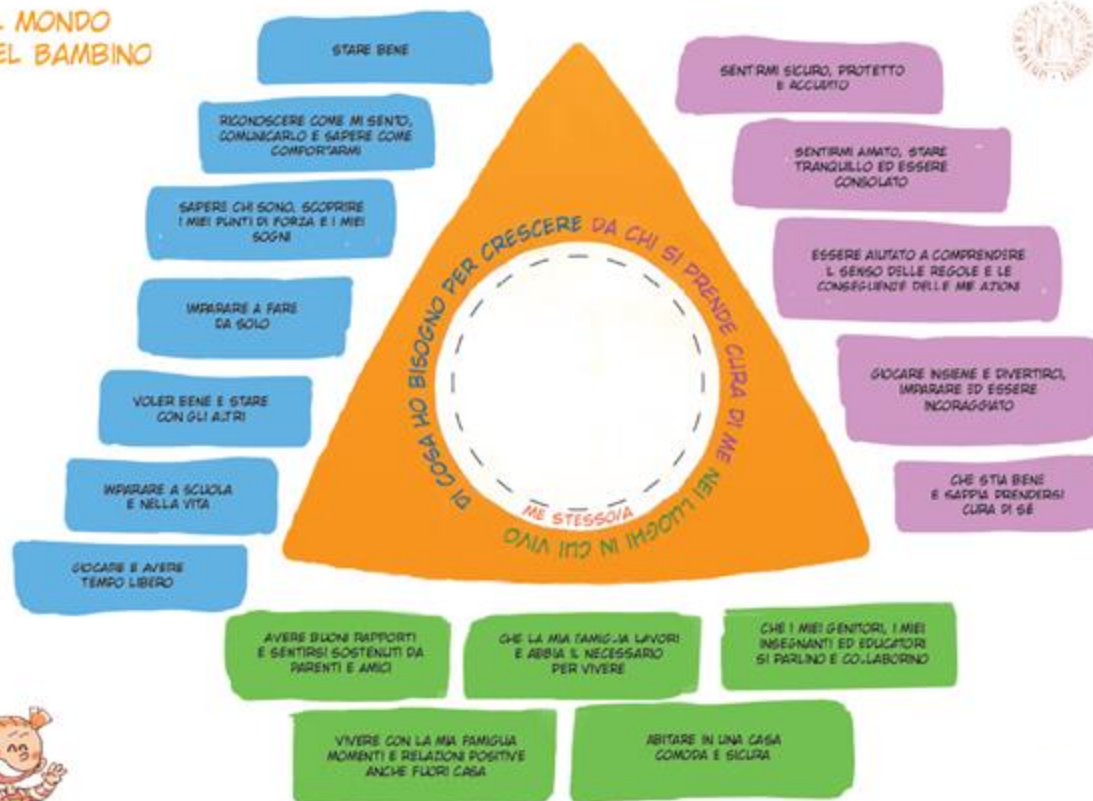 L MONDO
EL BAMBINO
STARE BENE
RICONOSCERE COME MI SENTO,
COMUNICARLO E SAPERE COME
COMPORTARMI
SAPERE CHI SONO, SCOPRIRE
I MIEI PUNTI DI FORZA E I MIEI
SOGNI
IMPARARE A FARE
DA SOLO
VOLER BENE E STARE
CON GLI ALTRI
IMPARARE A SCUOLA
E NELLA VITA
GIOCARE E AVERE
TEMPO LIBERO
DI COSA HO BISOGNO PER CRESCERE
DA CHI SI PRENDE CURA DI ME
NEI LUOGHI IN CUI VIVO
ME STESSO/A
SENTIRMI SICURO, PROTETTO
E ACCUDITO
SENTIRMI AMATO, STARE
TRANQUILLO ED ESSERE
CONSOLATO
ESSERE AIUTATO A COMPRENDERE
IL SENSO DELLE REGOLE E LE
CONSEGUENZE DELLE MIE AZIONI
GIOCARE INSIEME E DIVERTIRCI,
IMPARARE ED ESSERE
INCORAGGIATO
CHE STIA BENE
E SAPPIA PRENDERSI
CURA DI SÉ
AVERE BUONI RAPPORTI
E SENTIRSI SOSTENUTI DA
PARENTI E AMICI
CHE LA MIA FAMIGLIA LAVORI
E ABBIA IL NECESSARIO
PER VIVERE
CHE I MIEI GENITORI, I MIEI
INSEGNANTI ED EDUCATORI
SI PARLINO E COLLABORINO
VIVERE CON LA MIA FAMIGLIA
MOMENTI E RELAZIONI POSITIVE
ANCHE FUORI CASA
ABITARE IN UNA CASA
COMODA E SICURA